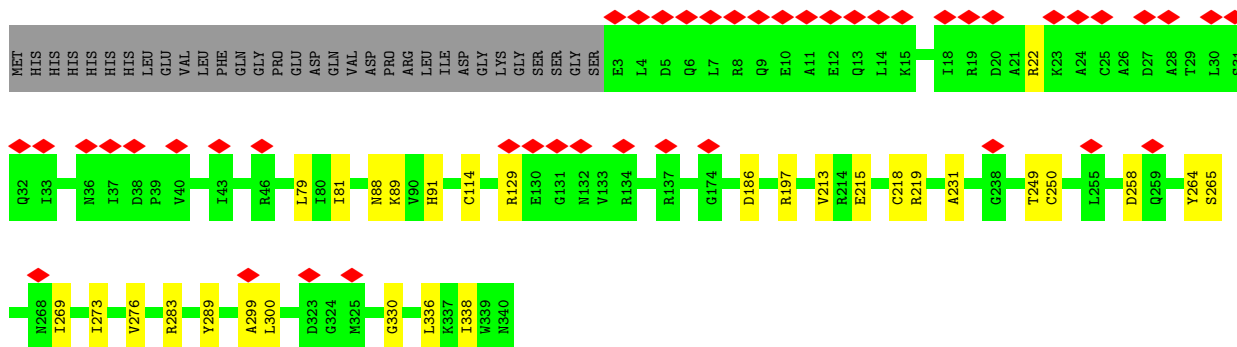 MET HIS HIS HIS HIS HIS HIS LEU GLU VAL LEU PHE GLN GLY PRO GLU ASP GLN VAL ASP PRO ARG LEU ILE ASP GLY LYS GLY SER SER GLY SER E3 L4 D5 Q6 L7 R8 Q9 E10 A11 E12 Q13 L14 K15 I18 R19 D20 A21 R22 K23 A24 C25 A26 D27 A28 T29 L30 S31
Q32 I33 N36 I37 D38 P39 V40 I43 R46 L79 I80 I81 N88 K89 V90 H91 C114 R129 E130 G131 N132 V133 R134 R137 G174 D186 R197 V213 R214 E215 C218 R219 A231 G238 T249 C250 L255 D258 Q259 Y264 S265
N268 I269 I273 V276 R283 Y289 A299 L300 D323 G324 M325 G330 L336 K337 I338 W339 N340